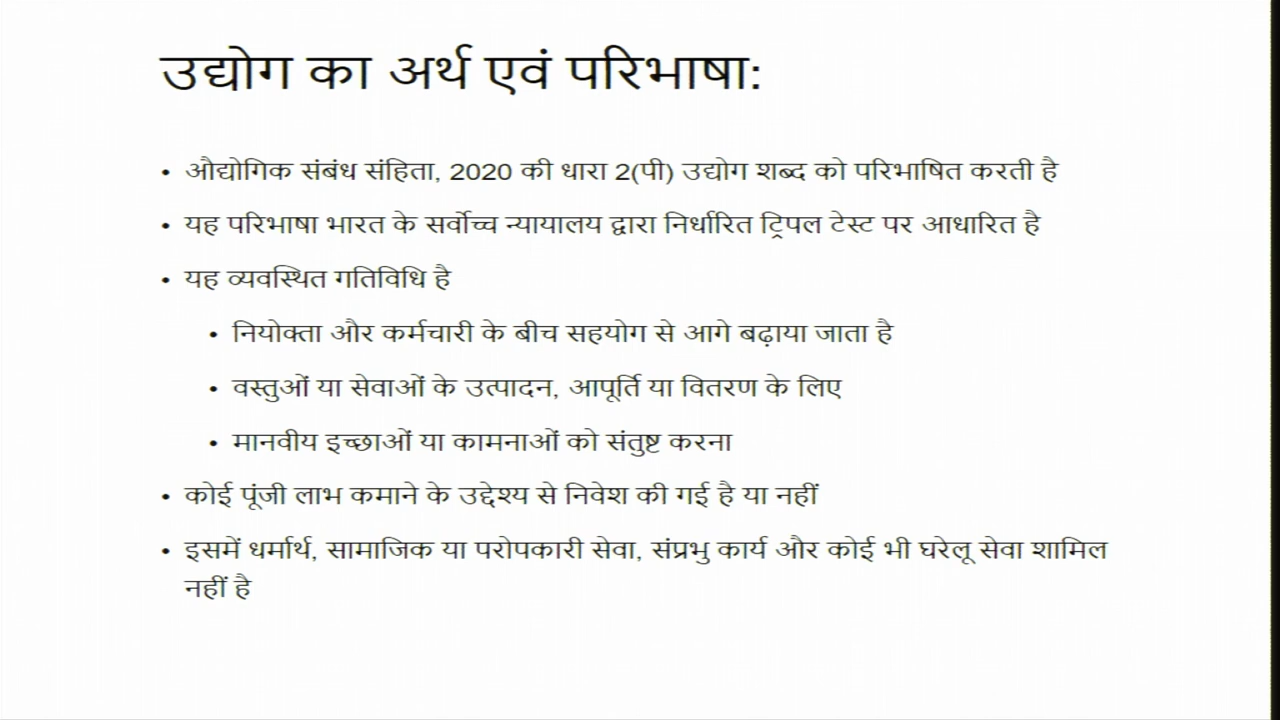 उद्योग का अर्थ एवं परिभाषा:
• औद्योगिक संबंध संहिता, 2020 की धारा 2(पी) उद्योग शब्द को परिभाषित करती है
• यह परिभाषा भारत के सर्वोच्च न्यायालय द्वारा निर्धारित ट्रिपल टेस्ट पर आधारित है
• यह व्यवस्थित गतिविधि है
• नियोक्ता और कर्मचारी के बीच सहयोग से आगे बढ़ाया जाता है
• वस्तुओं या सेवाओं के उत्पादन, आपूर्ति या वितरण के लिए
• मानवीय इच्छाओं या कामनाओं को संतुष्ट करना
• कोई पूंजी लाभ कमाने के उद्देश्य से निवेश की गई है या नहीं
• इसमें धर्मार्थ, सामाजिक या परोपकारी सेवा, संप्रभु कार्य और कोई भी घरेलू सेवा शामिल
नहीं है